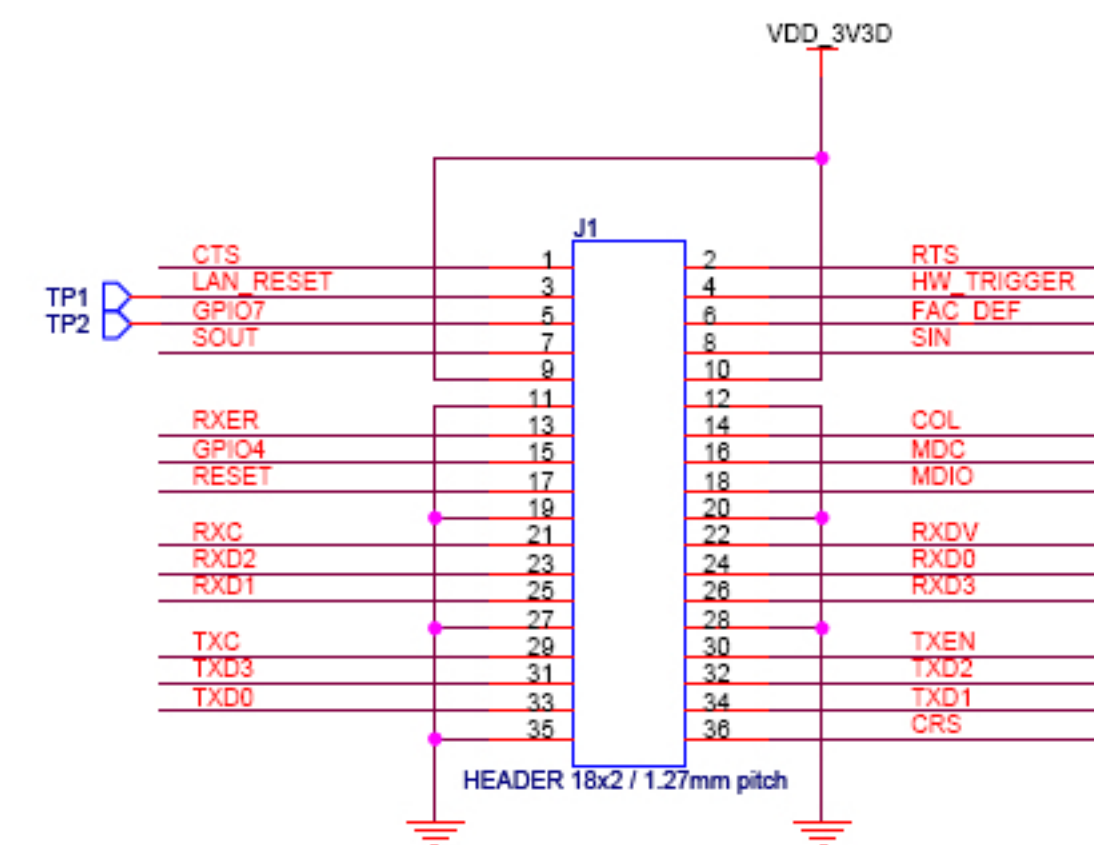 VDD_3V3D
J1
CTS 1 2 RTS
TP1 LAN_RESET 3 4 HW_TRIGGER
TP2 GPIO7 5 6 FAC_DEF
SOUT 7 8 SIN
9 10
11 12
RXER 13 14 COL
GPIO4 15 16 MDC
RESET 17 18 MDIO
19 20
RXC 21 22 RXDV
RXD2 23 24 RXD0
RXD1 25 26 RXD3
27 28
TXC 29 30 TXEN
TXD3 31 32 TXD2
TXD0 33 34 TXD1
35 36 CRS
HEADER 18x2 / 1.27mm pitch